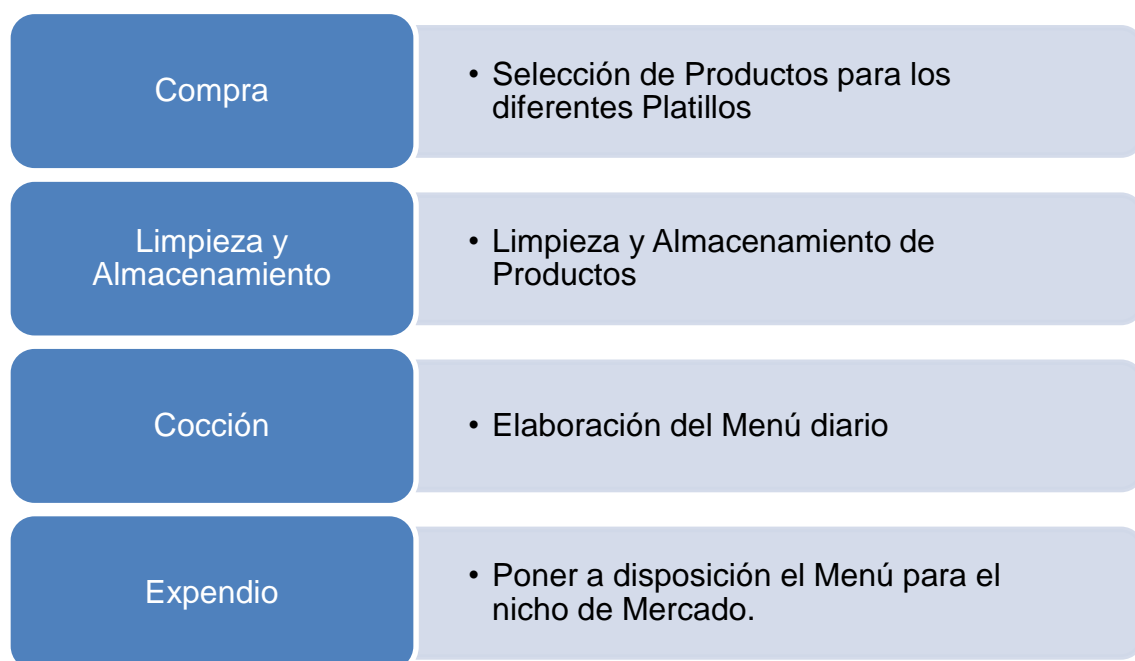 Compra
• Selección de Productos para los
diferentes Platillos
Limpieza y
Almacenamiento
• Limpieza y Almacenamiento de
Productos
Cocción
• Elaboración del Menú diario
Expendio
• Poner a disposición el Menú para el
nicho de Mercado.